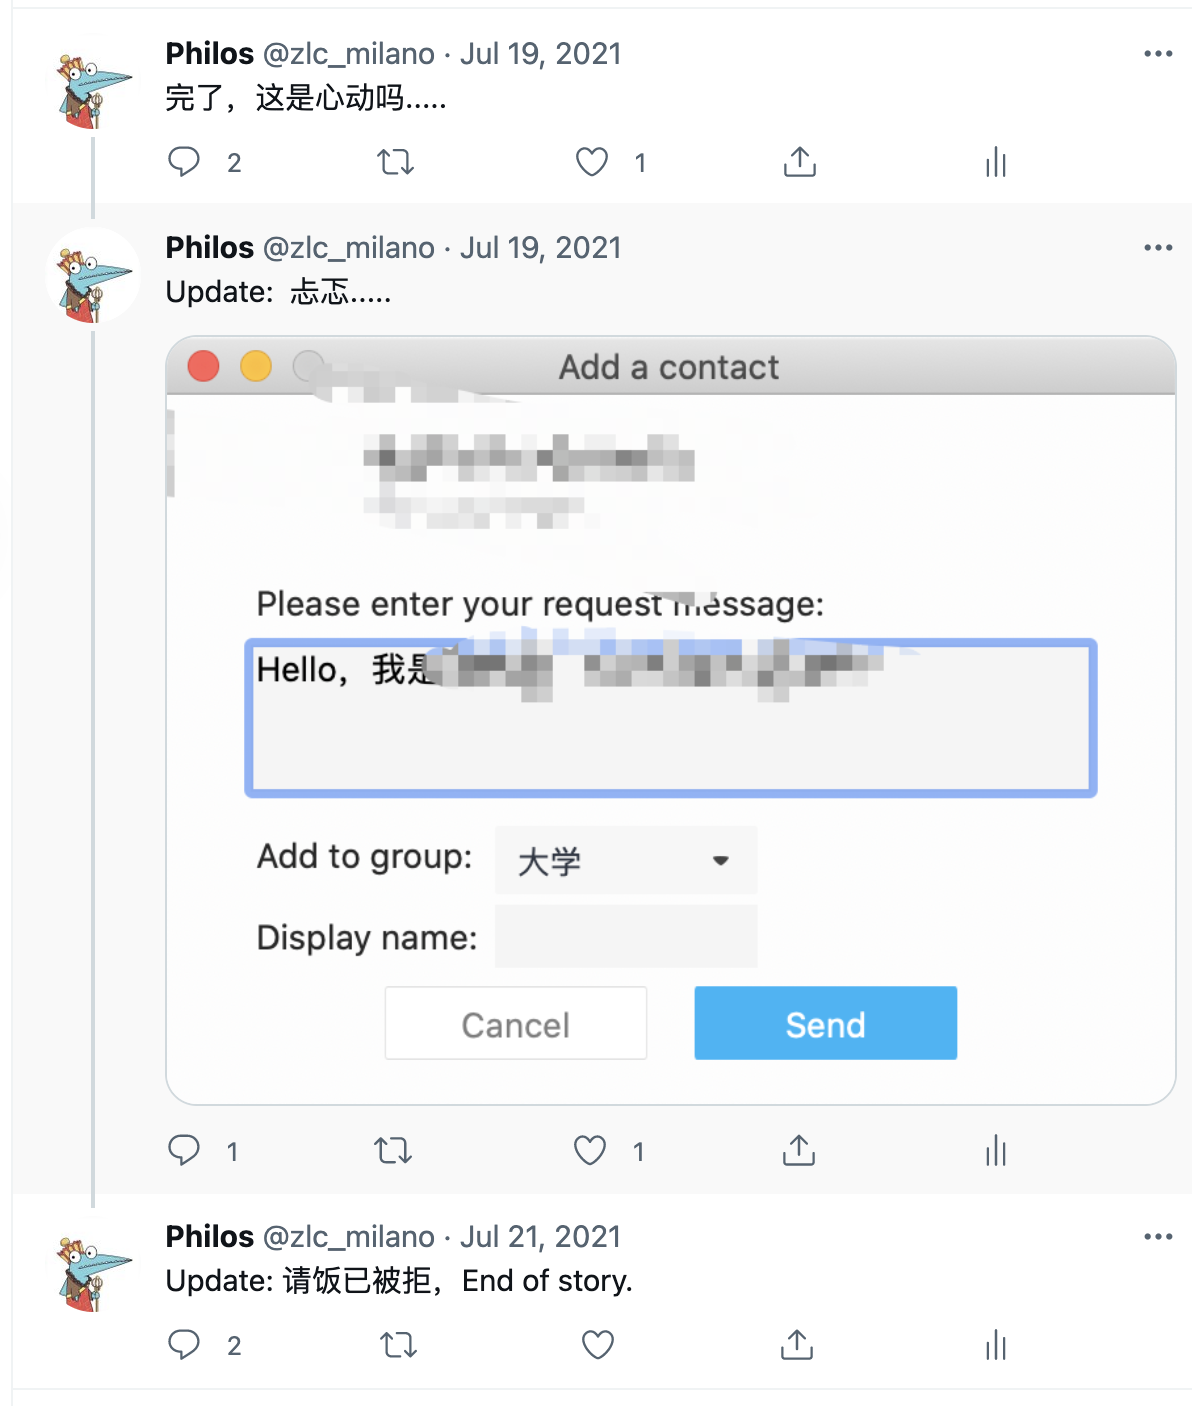 Philos @zlc_milano · Jul 19, 2021
完了，这是心动吗.....
2
1
Philos @zlc_milano · Jul 19, 2021
Update: 忐忑.....
Add a contact
Please enter your request message:
Hello，我是
Add to group: 大学
Display name:
Cancel
Send
1
1
Philos @zlc_milano · Jul 21, 2021
Update: 请饭已被拒，End of story.
2